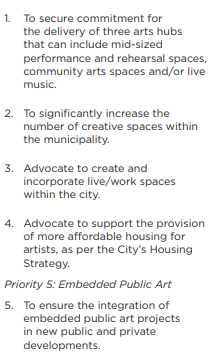 1. To secure commitment for
the delivery of three arts hubs
that can include mid-sized
performance and rehearsal spaces,
community arts spaces and/or live
music.
2. To significantly increase the
number of creative spaces within
the municipality.
3. Advocate to create and
incorporate live/work spaces
within the city.
4. Advocate to support the provision
of more affordable housing for
artists, as per the City's Housing
Strategy.
Priority 5: Embedded Public Art
5. To ensure the integration of
embedded public art projects
in new public and private
developments.